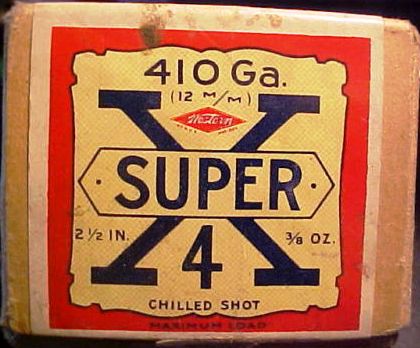 410 Ga.
(12 M/M)
Western
X
· SUPER ·
2 1/2 IN.
3/8 OZ.
4
CHILLED SHOT
MAXIMUM LOAD